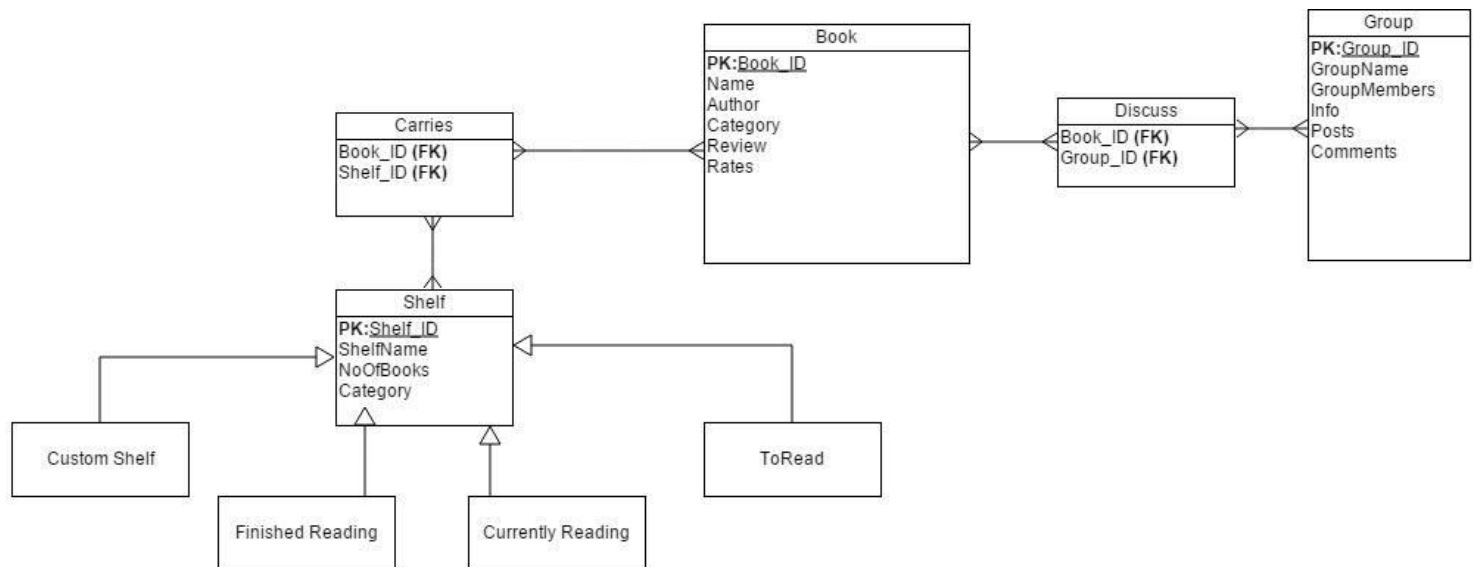 Group
PK:Group_ID
GroupName
GroupMembers
Info
Posts
Comments
Book
PK:Book_ID
Name
Author
Category
Review
Rates
Discuss
Book_ID (FK)
Group_ID (FK)
Carries
Book_ID (FK)
Shelf_ID (FK)
Shelf
PK:Shelf_ID
ShelfName
NoOfBooks
Category
Custom Shelf
ToRead
Finished Reading
Currently Reading